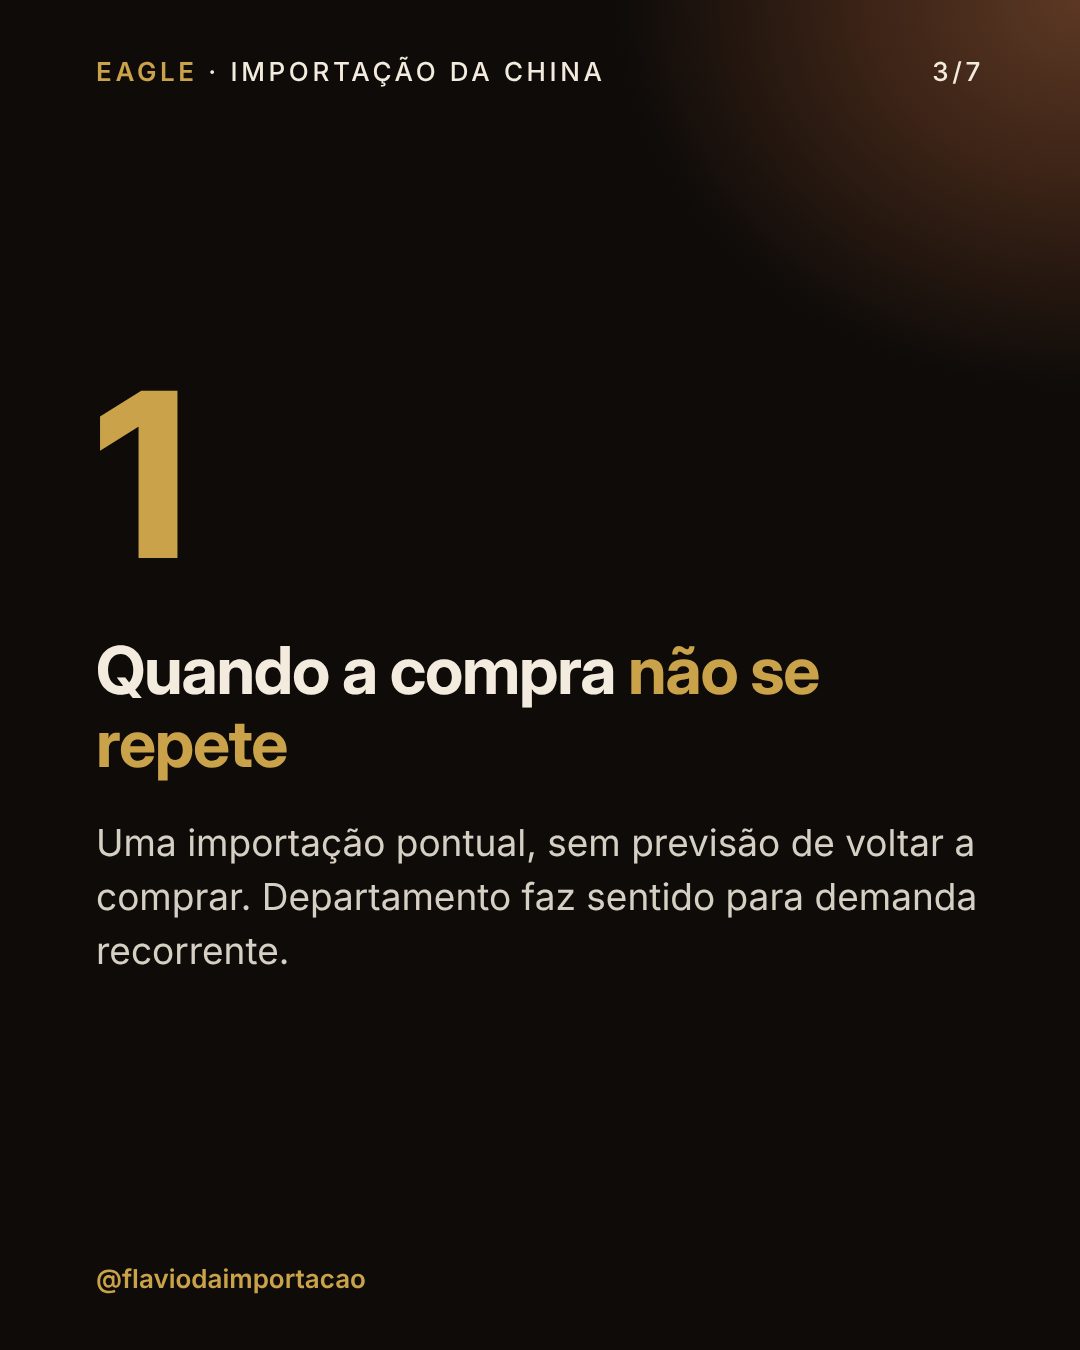 EAGLE · IMPORTAÇÃO DA CHINA
3/7
1
Quando a compra não se
repete
Uma importação pontual, sem previsão de voltar a
comprar. Departamento faz sentido para demanda
recorrente.
@flaviodaimportacao